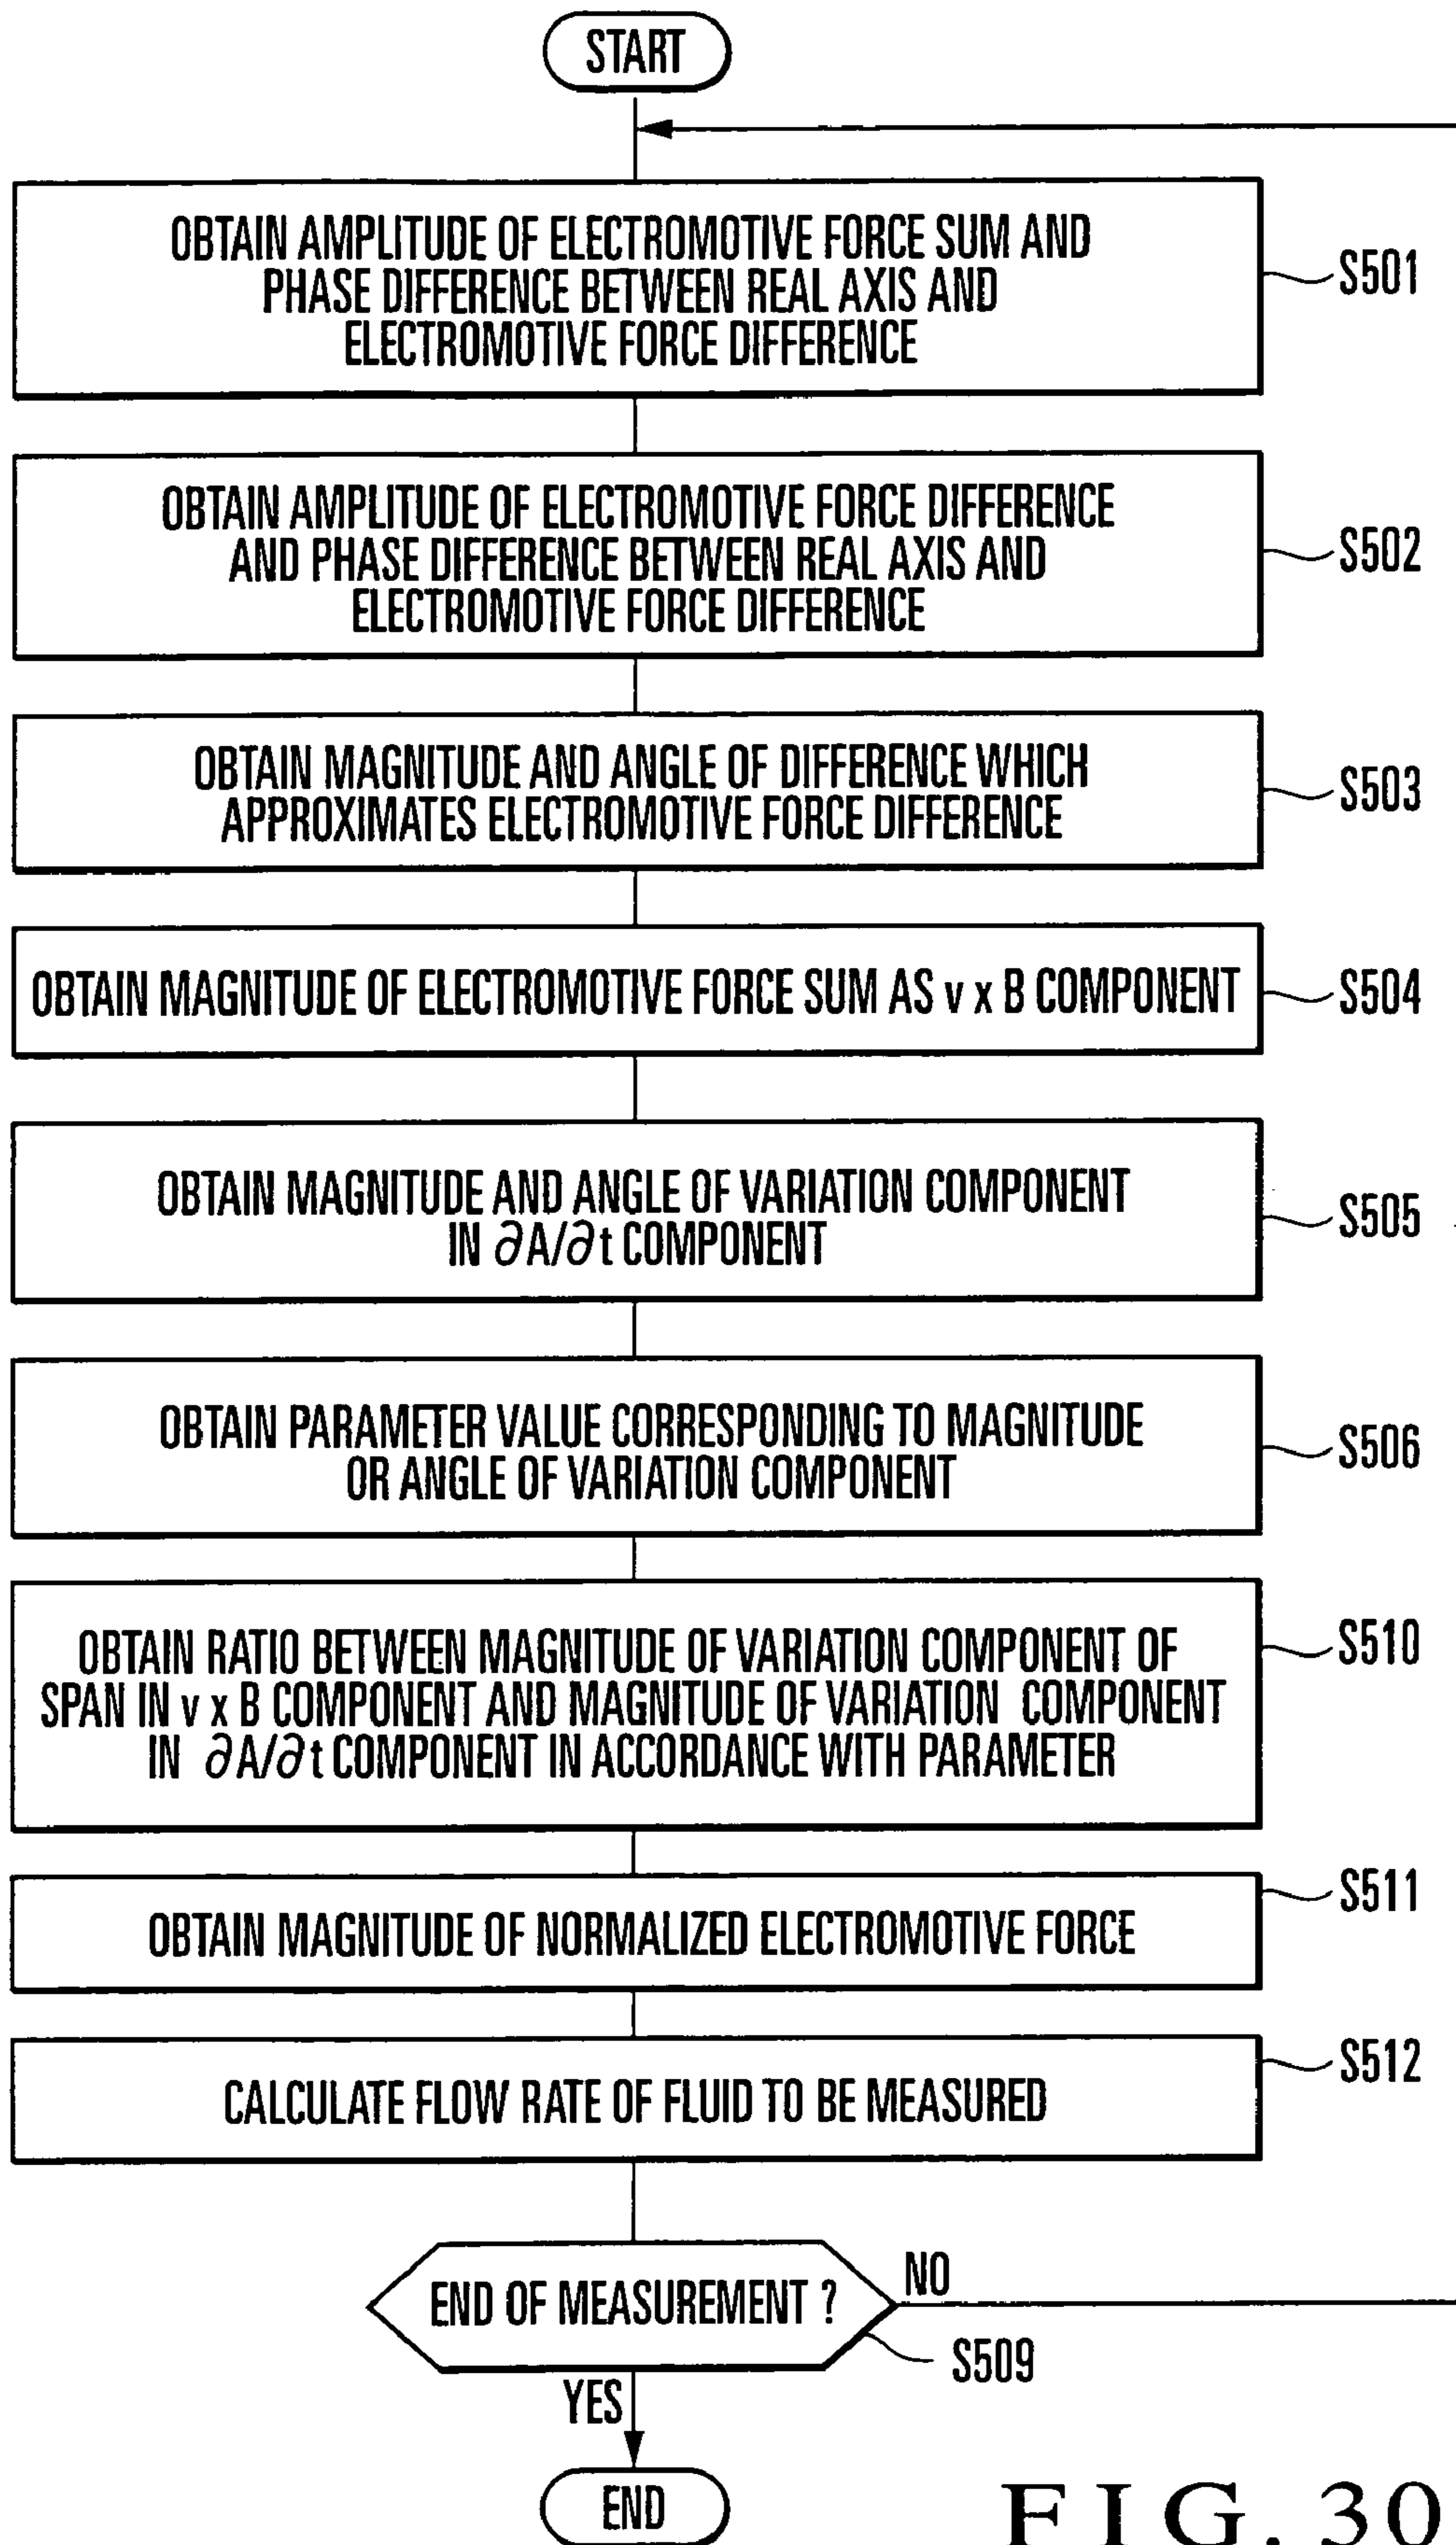 START
OBTAIN AMPLITUDE OF ELECTROMOTIVE FORCE SUM AND
PHASE DIFFERENCE BETWEEN REAL AXIS AND
ELECTROMOTIVE FORCE DIFFERENCE
S501
OBTAIN AMPLITUDE OF ELECTROMOTIVE FORCE DIFFERENCE
AND PHASE DIFFERENCE BETWEEN REAL AXIS AND
ELECTROMOTIVE FORCE DIFFERENCE
S502
OBTAIN MAGNITUDE AND ANGLE OF DIFFERENCE WHICH
APPROXIMATES ELECTROMOTIVE FORCE DIFFERENCE
S503
OBTAIN MAGNITUDE OF ELECTROMOTIVE FORCE SUM AS v x B COMPONENT
S504
OBTAIN MAGNITUDE AND ANGLE OF VARIATION COMPONENT
IN ∂A/∂t COMPONENT
S505
OBTAIN PARAMETER VALUE CORRESPONDING TO MAGNITUDE
OR ANGLE OF VARIATION COMPONENT
S506
OBTAIN RATIO BETWEEN MAGNITUDE OF VARIATION COMPONENT OF
SPAN IN v x B COMPONENT AND MAGNITUDE OF VARIATION COMPONENT
IN ∂A/∂t COMPONENT IN ACCORDANCE WITH PARAMETER
S510
OBTAIN MAGNITUDE OF NORMALIZED ELECTROMOTIVE FORCE
S511
CALCULATE FLOW RATE OF FLUID TO BE MEASURED
S512
END OF MEASUREMENT ?
NO
S509
YES
END
FIG. 30